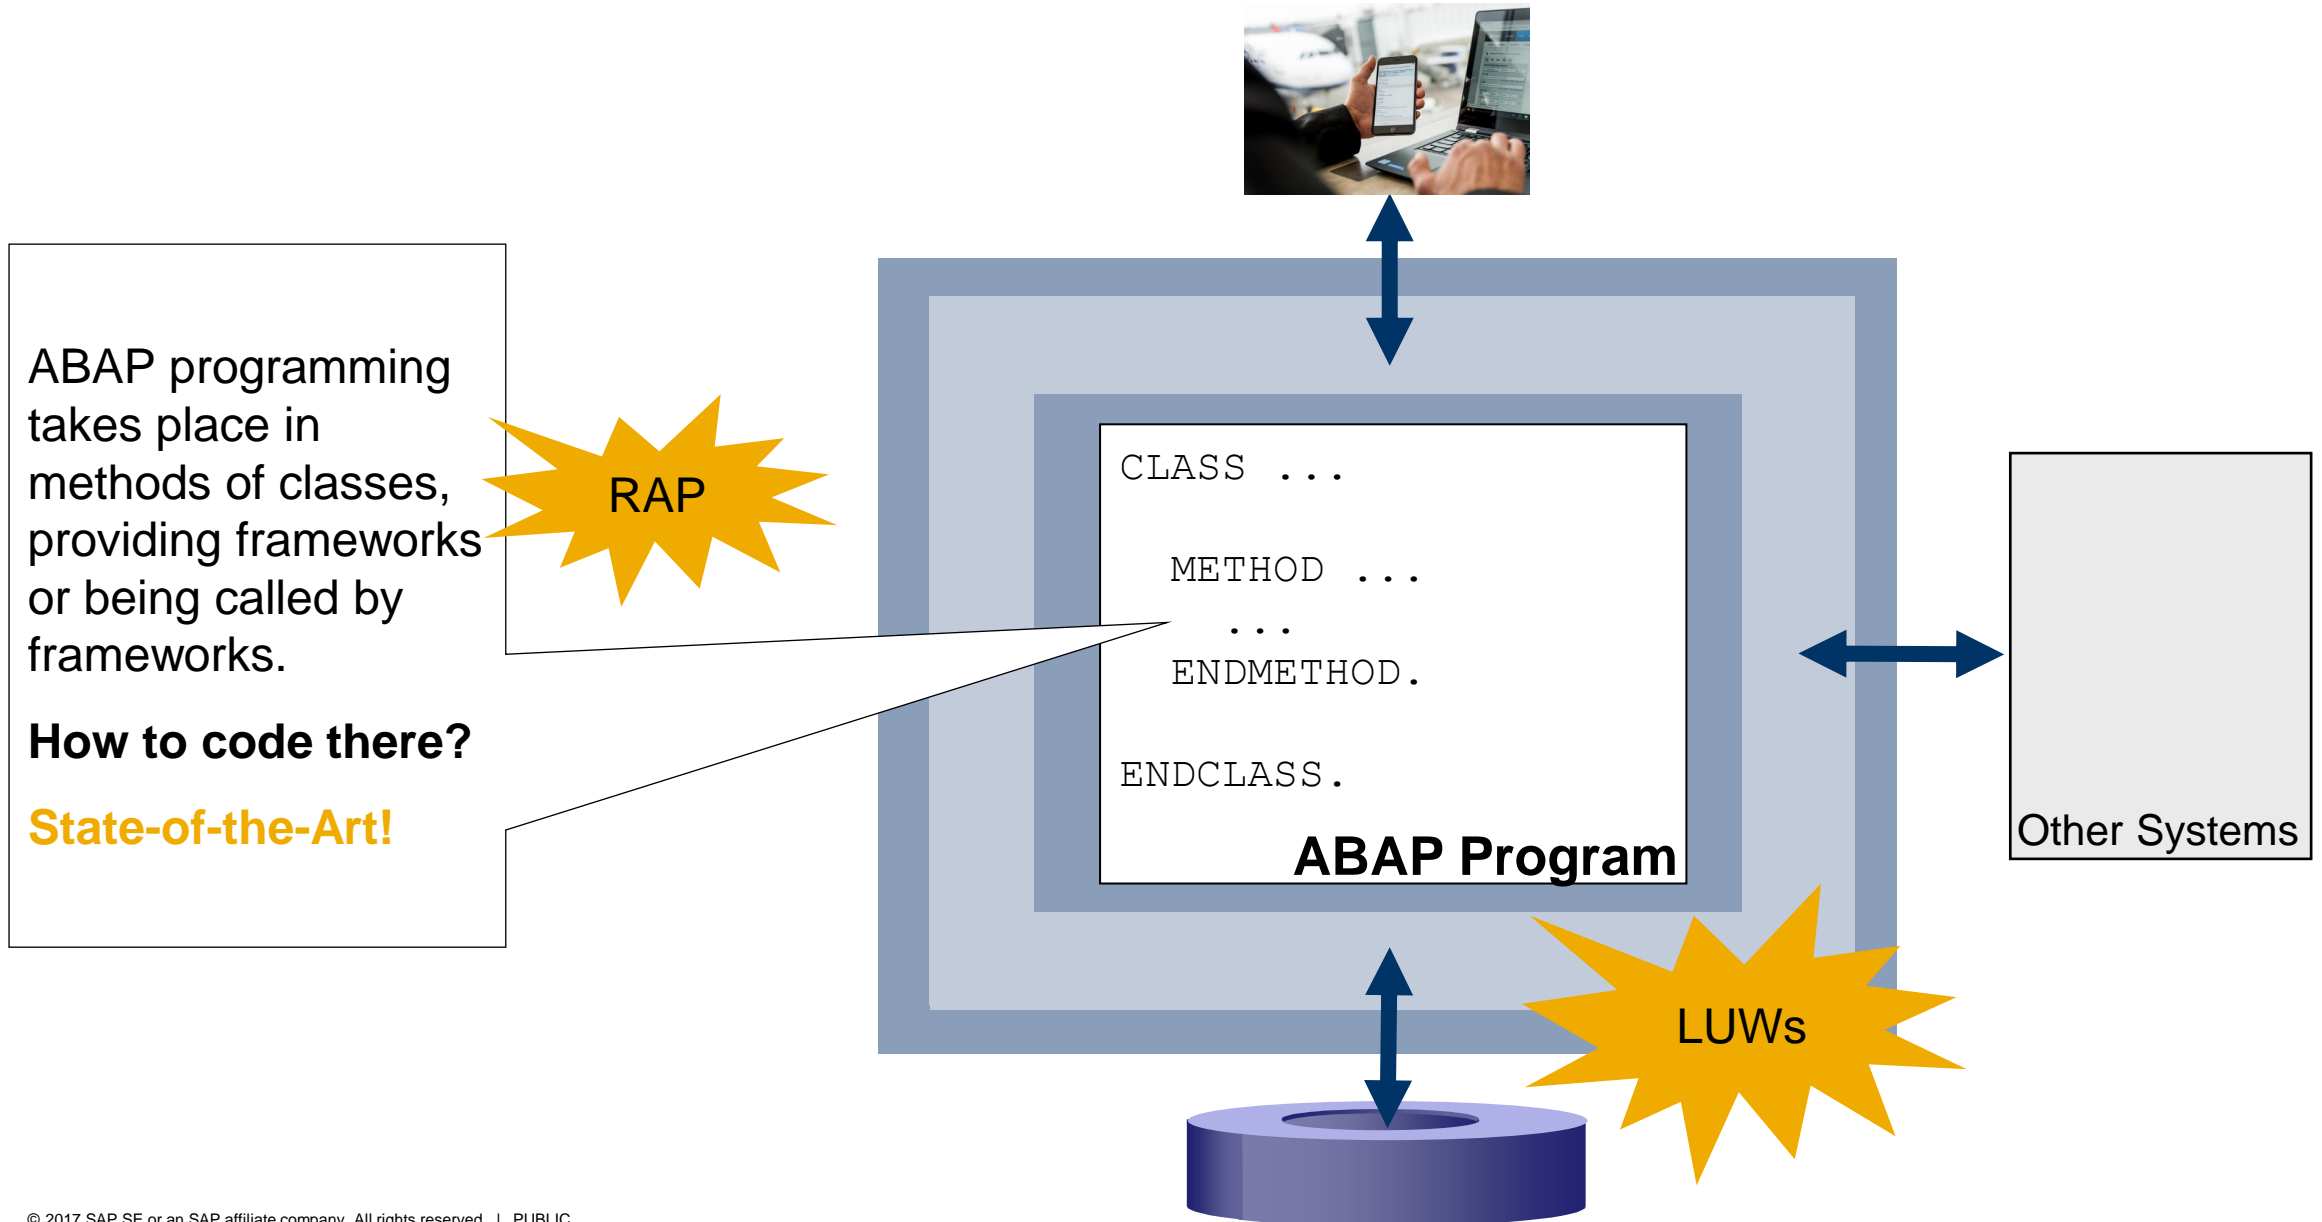 ABAP programming
takes place in
methods of classes,
providing frameworks
or being called by
frameworks.
How to code there?
State-of-the-Art!
RAP
CLASS ...
METHOD ...
...
ENDMETHOD.
ENDCLASS.
ABAP Program
Other Systems
LUWs
© 2017 SAP SE or an SAP affiliate company. All rights reserved. | PUBLIC